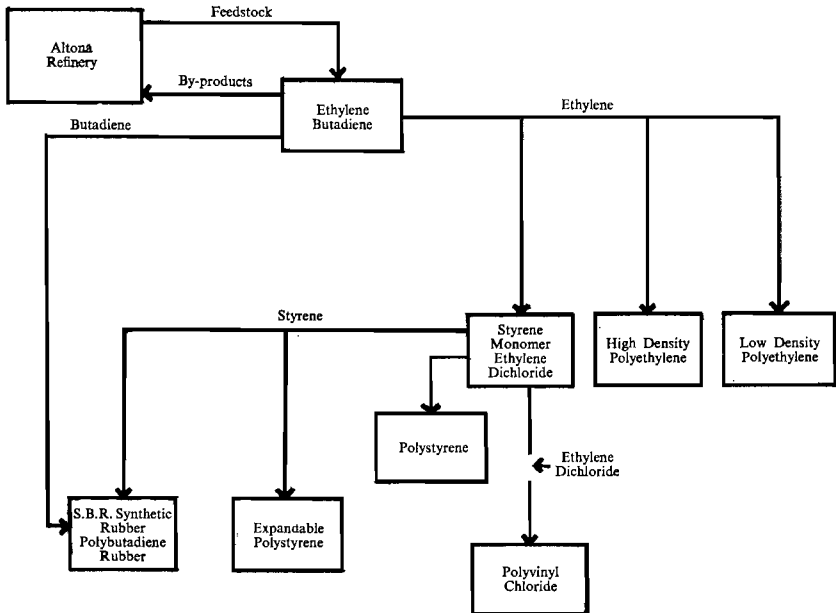 Feedstock
Altona
Refinery
By-products
Ethylene
Butadiene
Butadiene
Ethylene
Styrene
Styrene
Monomer
Ethylene
Dichloride
High Density
Polyethylene
Low Density
Polyethylene
Polystyrene
Ethylene
Dichloride
S.B.R. Synthetic
Rubber
Polybutadiene
Rubber
Expandable
Polystyrene
Polyvinyl
Chloride